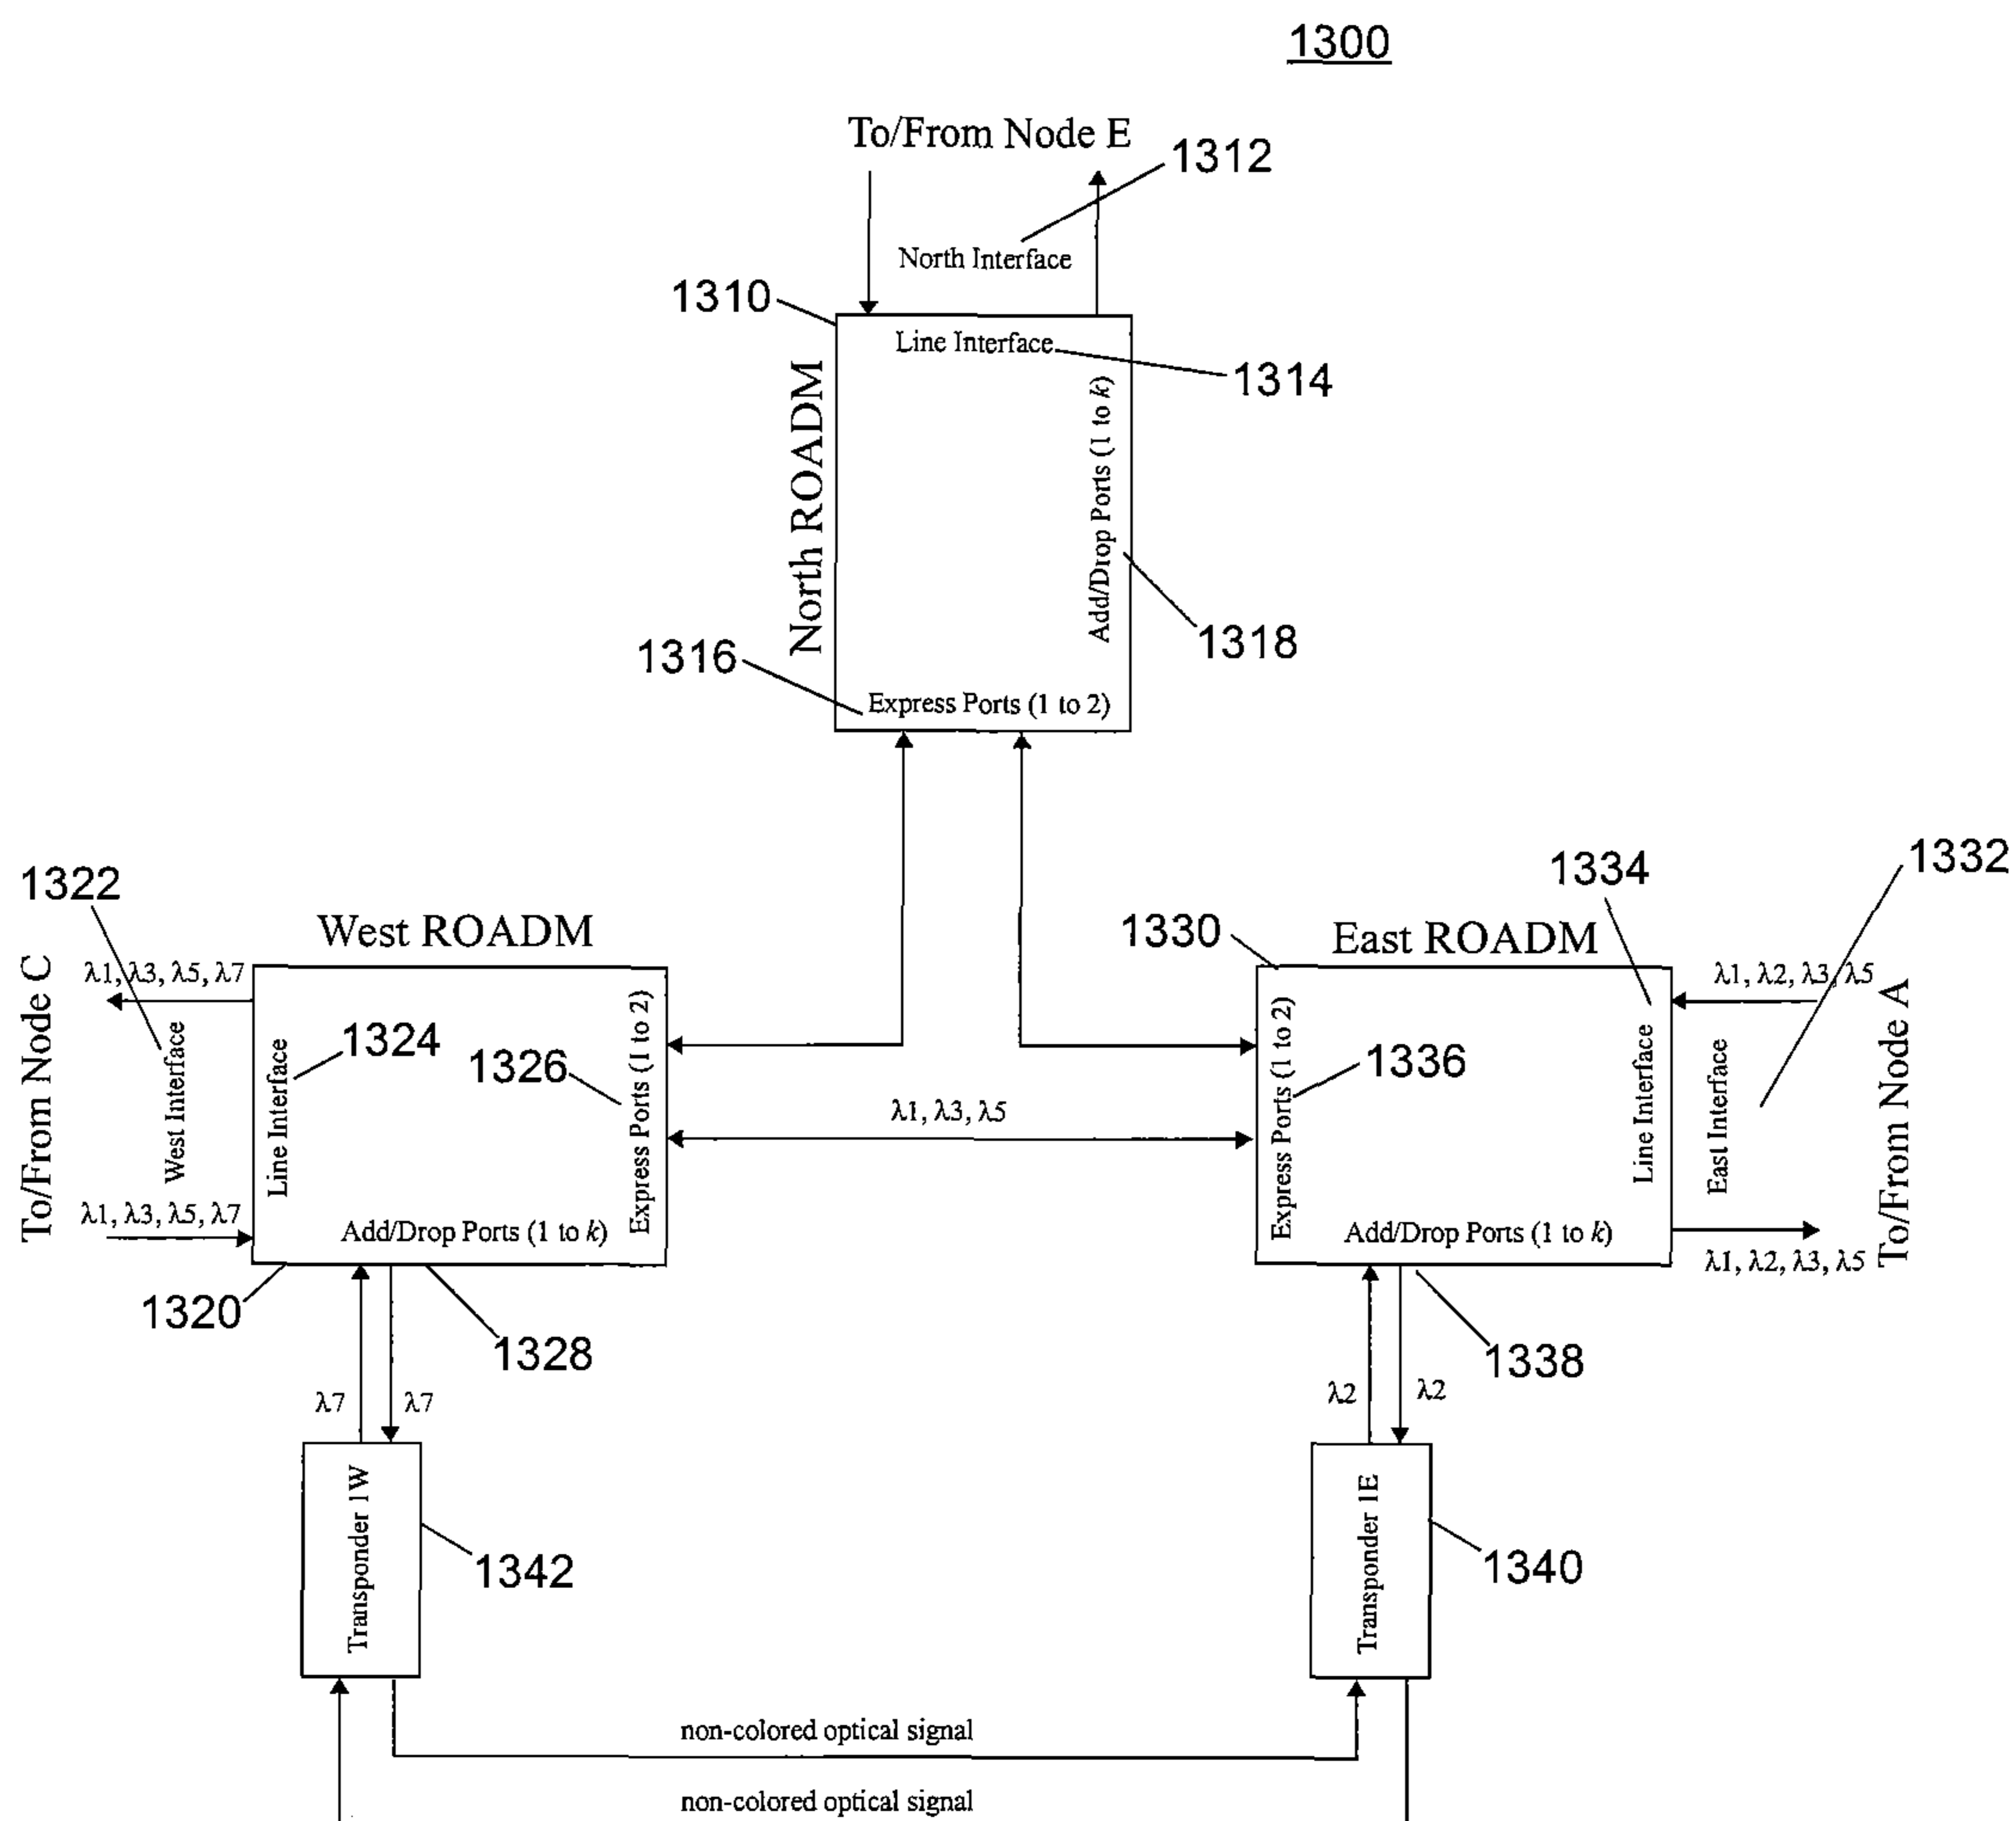 1300
To/From Node E
1312
North Interface
1310
Line Interface
1314
North ROADM
Add/Drop Ports (1 to k)
1318
1316
Express Ports (1 to 2)
1322
West ROADM
1330
East ROADM
1334
1332
To/From Node C
λ1, λ3, λ5, λ7
West Interface
λ1, λ3, λ5, λ7
Line Interface
1324
1326
Express Ports (1 to 2)
Add/Drop Ports (1 to k)
λ1, λ3, λ5
Express Ports (1 to 2)
1336
Line Interface
Add/Drop Ports (1 to k)
λ1, λ2, λ3, λ5
East Interface
λ1, λ2, λ3, λ5
To/From Node A
1320
1328
1338
λ7
λ7
λ2
λ2
Transponder 1W
1342
Transponder 1E
1340
non-colored optical signal
non-colored optical signal